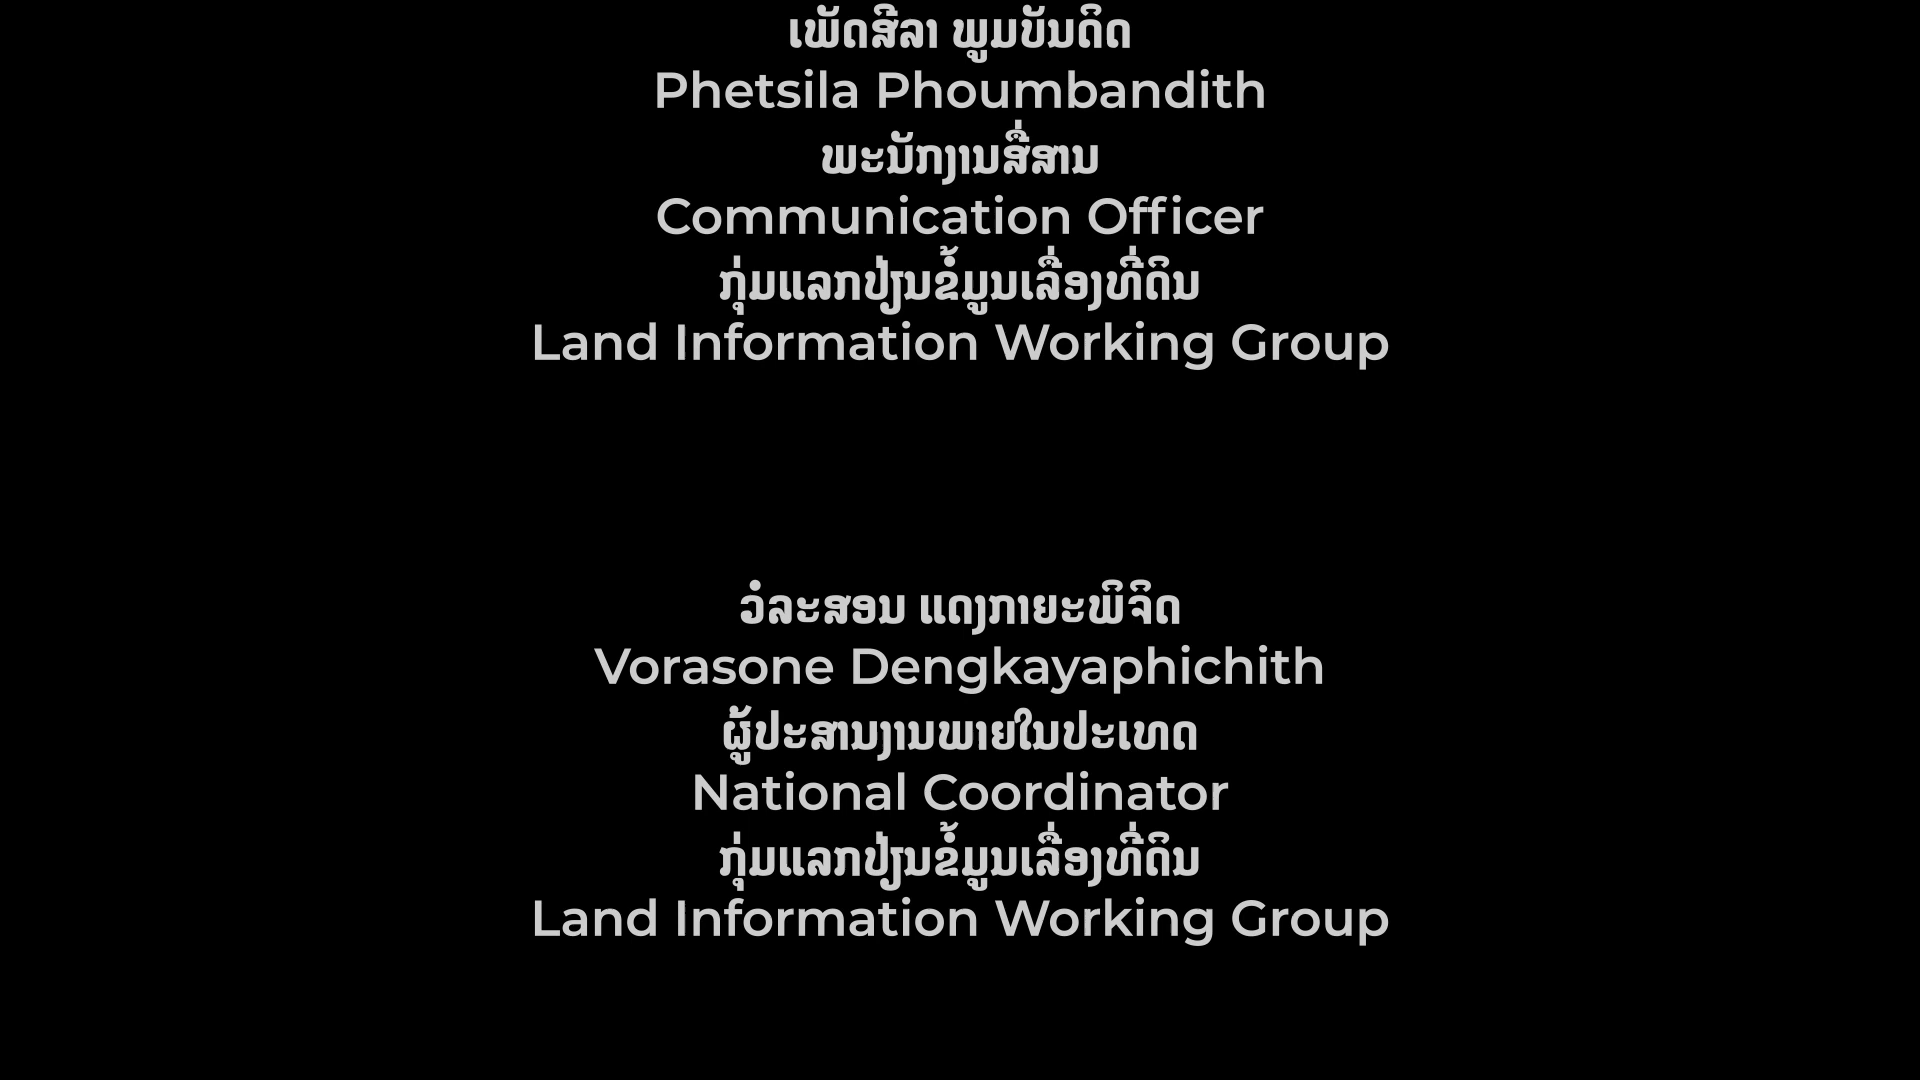 ເພັດສີລາ ພູມບັນດິດ
Phetsila Phoumbandith
ພະນັກງານສື່ສານ
Communication Officer
ກຸ່ມແລກປ່ຽນຂໍ້ມູນເລື່ອງທີ່ດິນ
Land Information Working Group
ວໍລະສອນ ແດງກາຍະພິຈິດ
Vorasone Dengkayaphichith
ຜູ້ປະສານງານພາຍໃນປະເທດ
National Coordinator
ກຸ່ມແລກປ່ຽນຂໍ້ມູນເລື່ອງທີ່ດິນ
Land Information Working Group